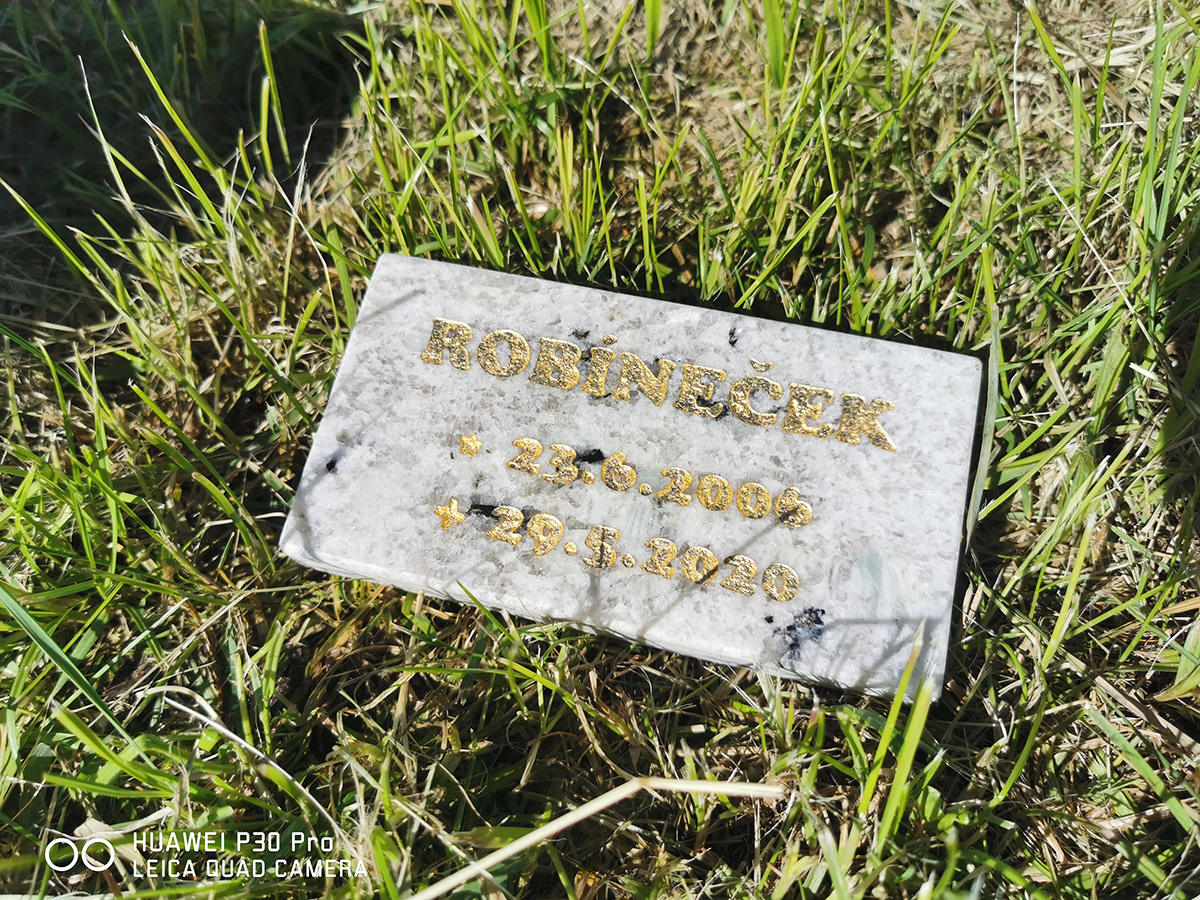 ROBÍNEČEK
* 23.6.2006
* 29.5.2020
HUAWEI P30 Pro
LEICA QUAD CAMERA